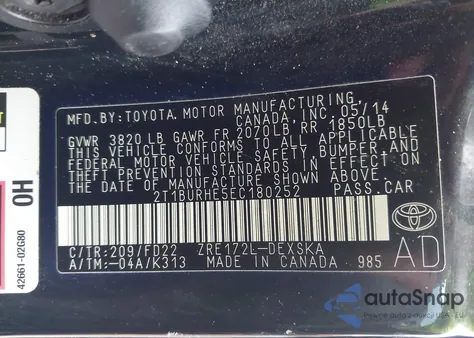 MFD.BY:TOYOTA MOTOR MANUFACTURING
CANADA, INC. 05/14
GVWR 3820 LB GAWR FR 2070LB, RR 1850LB
THIS VEHICLE CONFORMS TO ALL APPLICABLE
FEDERAL MOTOR VEHICLE SAFETY, BUMPER, AND
THEFT PREVENTION STANDARDS IN EFFECT
ON THE DATE OF MANUFACTURE SHOWN ABOVE.
2T1BURHE5EC180252 PASS.CAR
C/TR:209/FD22 ZRE172L-DEXSKA
A/TM:-04A/K313 MADE IN CANADA 985
AD
TOYOTA
OH
42661-02G80
autoSnap